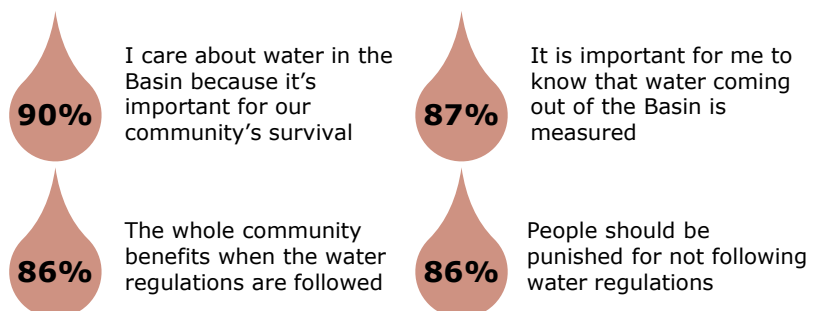 90%
I care about water in the
Basin because it's
important for our
community's survival
87%
It is important for me to
know that water coming
out of the Basin is
measured
86%
The whole community
benefits when the water
regulations are followed
86%
People should be
punished for not following
water regulations